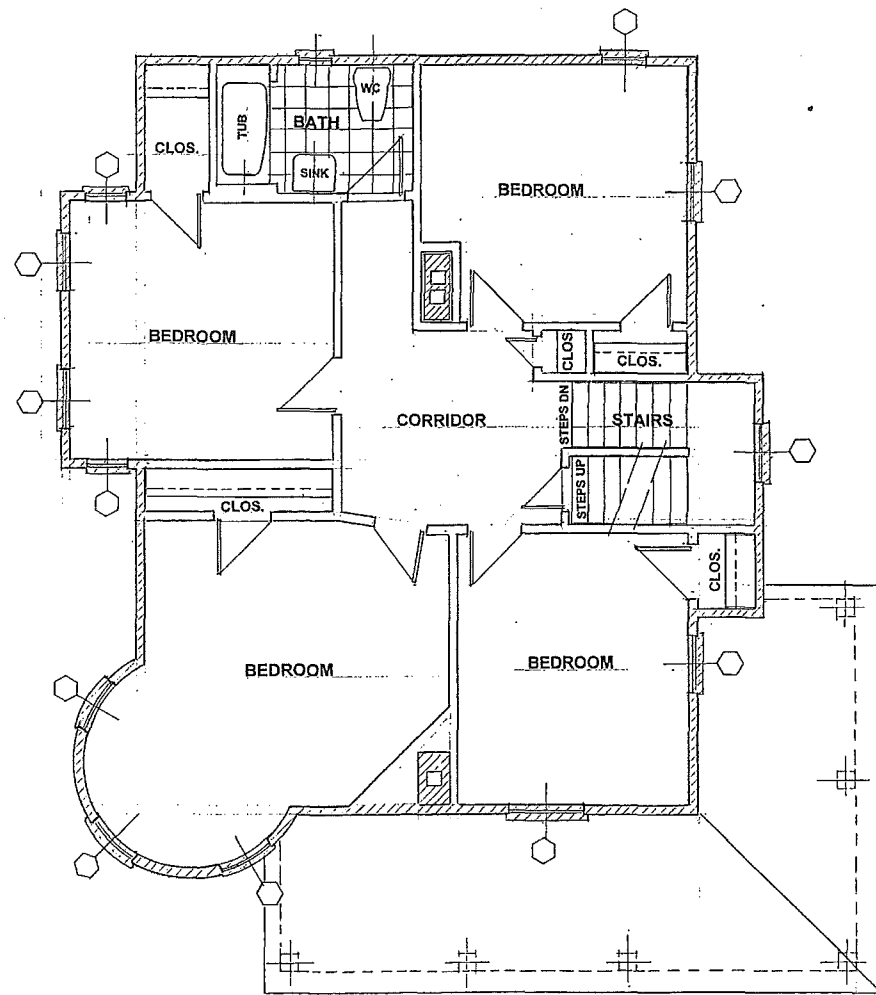 WC
TUB
BATH
CLOS.
SINK
BEDROOM
BEDROOM
CLOS.
CLOS.
STEPS DN
CORRIDOR
STAIRS
STEPS UP
CLOS.
CLOS.
BEDROOM
BEDROOM